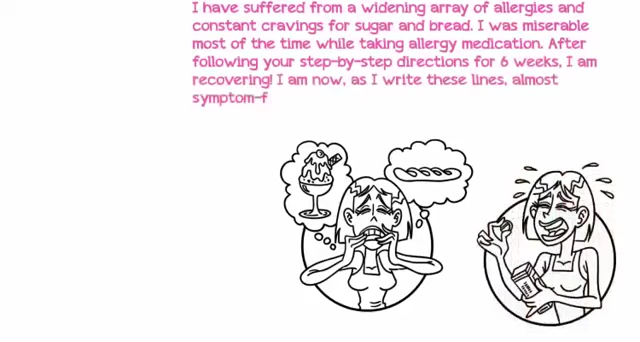 I have suffered from a widening array of allergies and
constant cravings for sugar and bread. I was miserable
most of the time while taking allergy medication. After
following your step-by-step directions for 6 weeks, I am
recovering! I am now, as I write these lines, almost
symptom-f